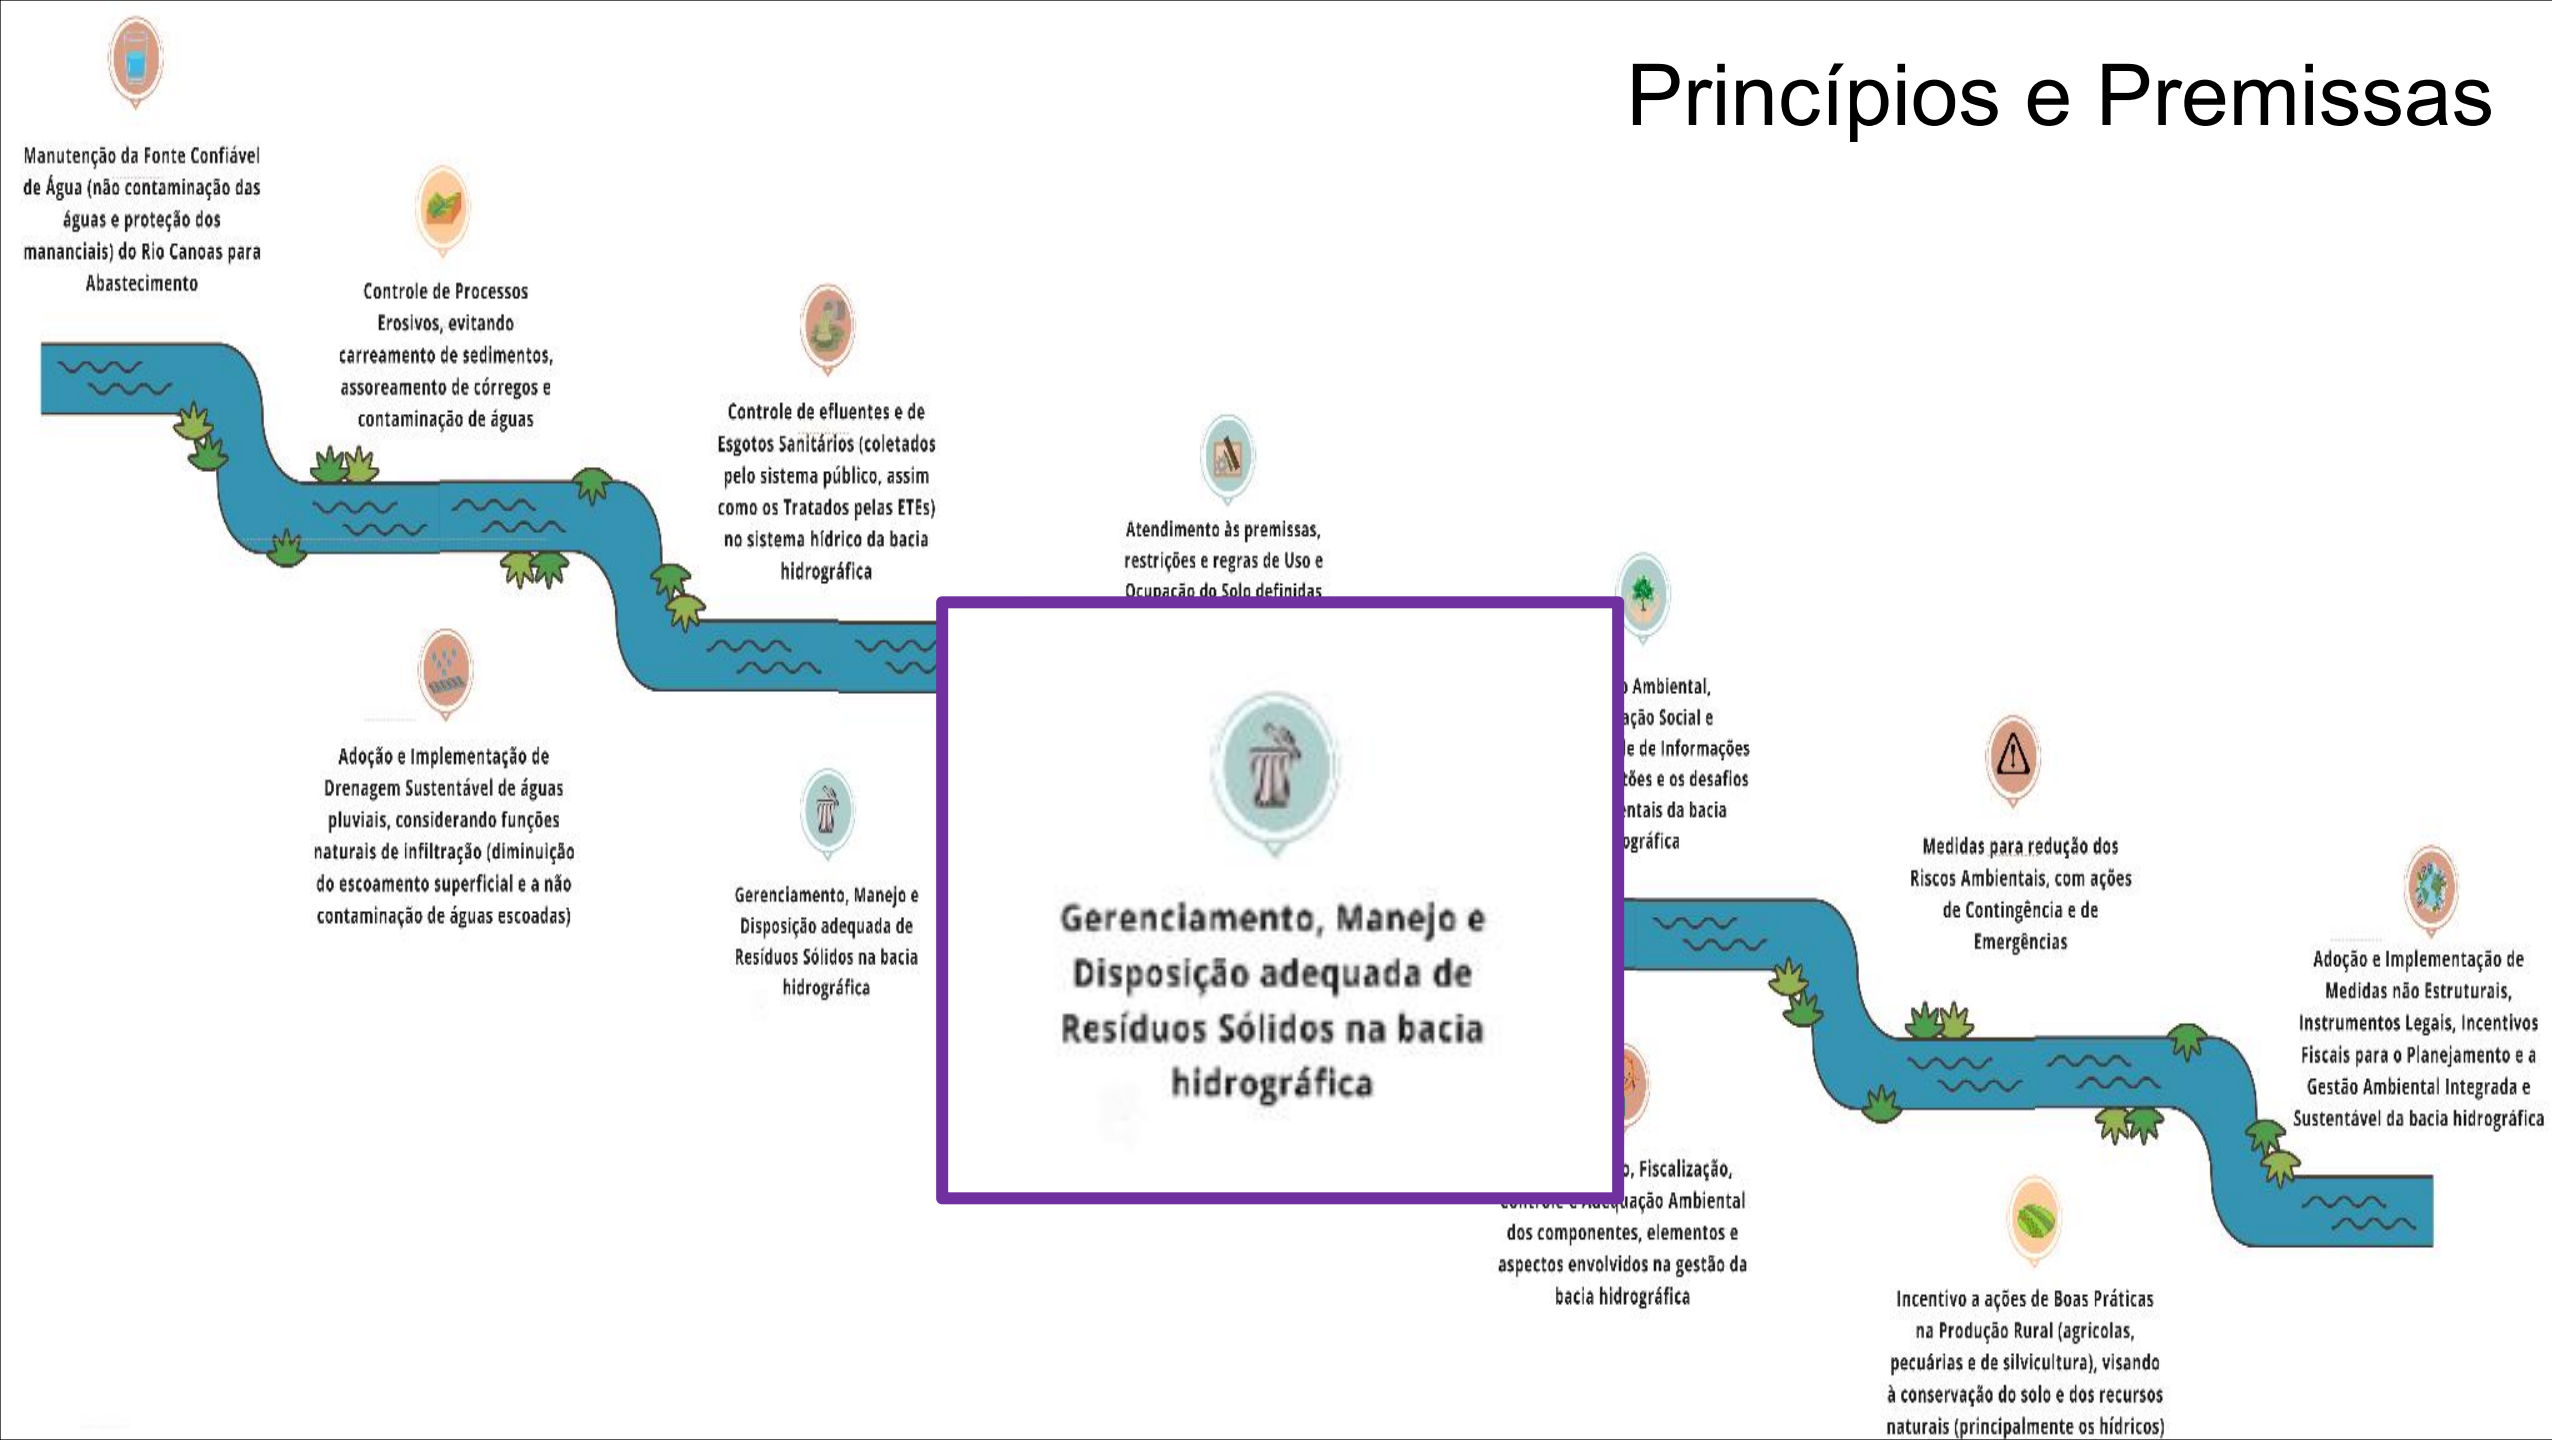 Princípios e Premissas
Manutenção da Fonte Confiável
de Água (não contaminação das
águas e proteção dos
mananciais) do Rio Canoas para
Abastecimento
Controle de Processos
Erosivos, evitando
carreamento de sedimentos,
assoreamento de córregos e
contaminação de águas
Controle de efluentes e de
Esgotos Sanitários (coletados
pelo sistema público, assim
como os Tratados pelas ETEs)
no sistema hídrico da bacia
hidrográfica
Atendimento às premissas,
restrições e regras de Uso e
Ocupação do Solo definidas
Adoção e Implementação de
Drenagem Sustentável de águas
pluviais, considerando funções
naturais de infiltração (diminuição
do escoamento superficial e a não
contaminação de águas escoadas)
Gerenciamento, Manejo e
Disposição adequada de
Resíduos Sólidos na bacia
hidrográfica
Gerenciamento, Manejo e
Disposição adequada de
Resíduos Sólidos na bacia
hidrográfica
Ambiental,
Social e
de Informações
e os desafios
da bacia
Fiscalização,
Ambiental
dos componentes, elementos e
aspectos envolvidos na gestão da
bacia hidrográfica
Medidas para redução dos
Riscos Ambientais, com ações
de Contingência e de
Emergências
Incentivo a ações de Boas Práticas
na Produção Rural (agrícolas,
pecuárias e de silvicultura), visando
à conservação do solo e dos recursos
naturais (principalmente os hídricos)
Adoção e Implementação de
Medidas não Estruturais,
Instrumentos Legais, Incentivos
Fiscais para o Planejamento e a
Gestão Ambiental Integrada e
Sustentável da bacia hidrográfica